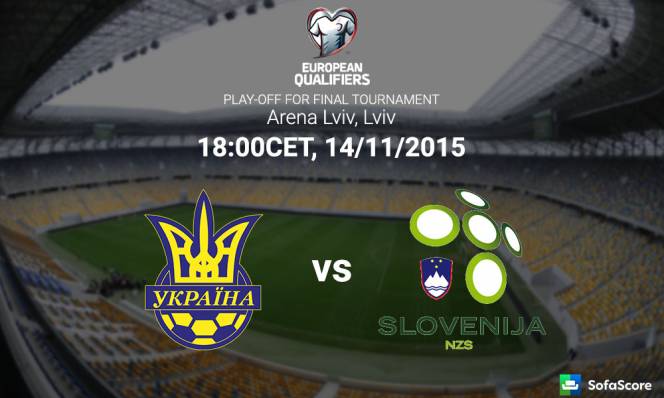 EUROPEAN
QUALIFIERS
PLAY-OFF FOR FINAL TOURNAMENT
Arena Lviv, Lviv
18:00CET, 14/11/2015
УКРАЇНА
vs
SLOVENIJA
NZS
SofaScore